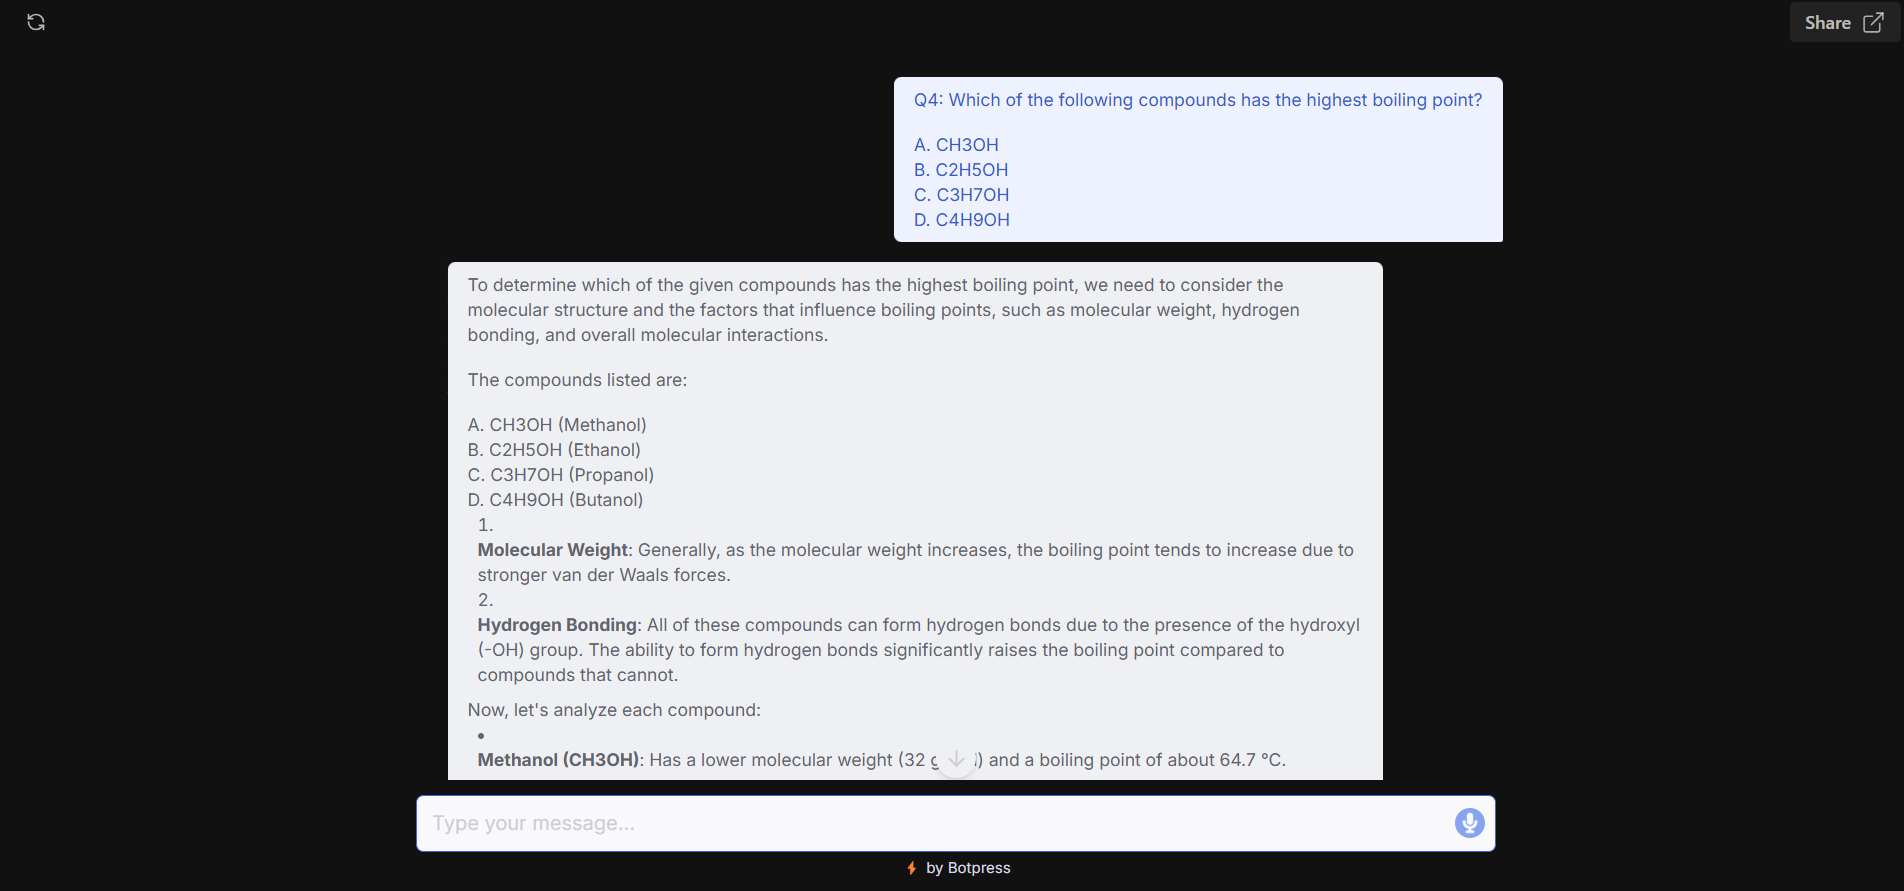 Share
Q4: Which of the following compounds has the highest boiling point?
A. CH3OH
B. C2H5OH
C. C3H7OH
D. C4H9OH
To determine which of the given compounds has the highest boiling point, we need to consider the
molecular structure and the factors that influence boiling points, such as molecular weight, hydrogen
bonding, and overall molecular interactions.
The compounds listed are:
A. CH3OH (Methanol)
B. C2H5OH (Ethanol)
C. C3H7OH (Propanol)
D. C4H9OH (Butanol)
1.
Molecular Weight: Generally, as the molecular weight increases, the boiling point tends to increase due to
stronger van der Waals forces.
2.
Hydrogen Bonding: All of these compounds can form hydrogen bonds due to the presence of the hydroxyl
(-OH) group. The ability to form hydrogen bonds significantly raises the boiling point compared to
compounds that cannot.
Now, let's analyze each compound:
•
Methanol (CH3OH): Has a lower molecular weight (32 ) and a boiling point of about 64.7 °C.
Type your message...
by Botpress